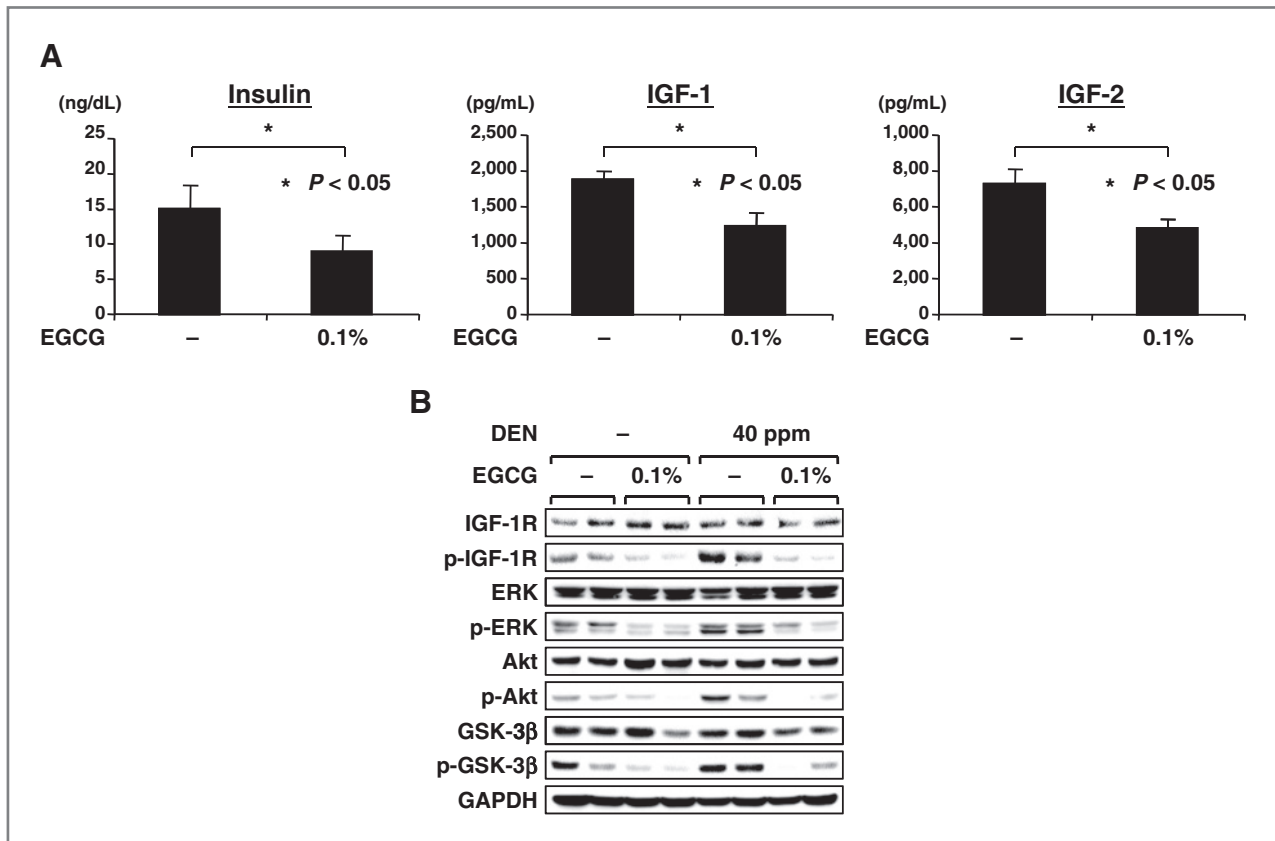 A
Insulin
(ng/dL)
25
20
15
10
5
0
*
* P < 0.05
EGCG – 0.1%
IGF-1
(pg/mL)
2,500
2,000
1,500
1,000
500
0
*
* P < 0.05
EGCG – 0.1%
IGF-2
(pg/mL)
1,000
8,00
6,00
4,00
2,00
0
*
* P < 0.05
EGCG – 0.1%
B
DEN – 40 ppm
EGCG – 0.1% – 0.1%
IGF-1R
p-IGF-1R
ERK
p-ERK
Akt
p-Akt
GSK-3β
p-GSK-3β
GAPDH